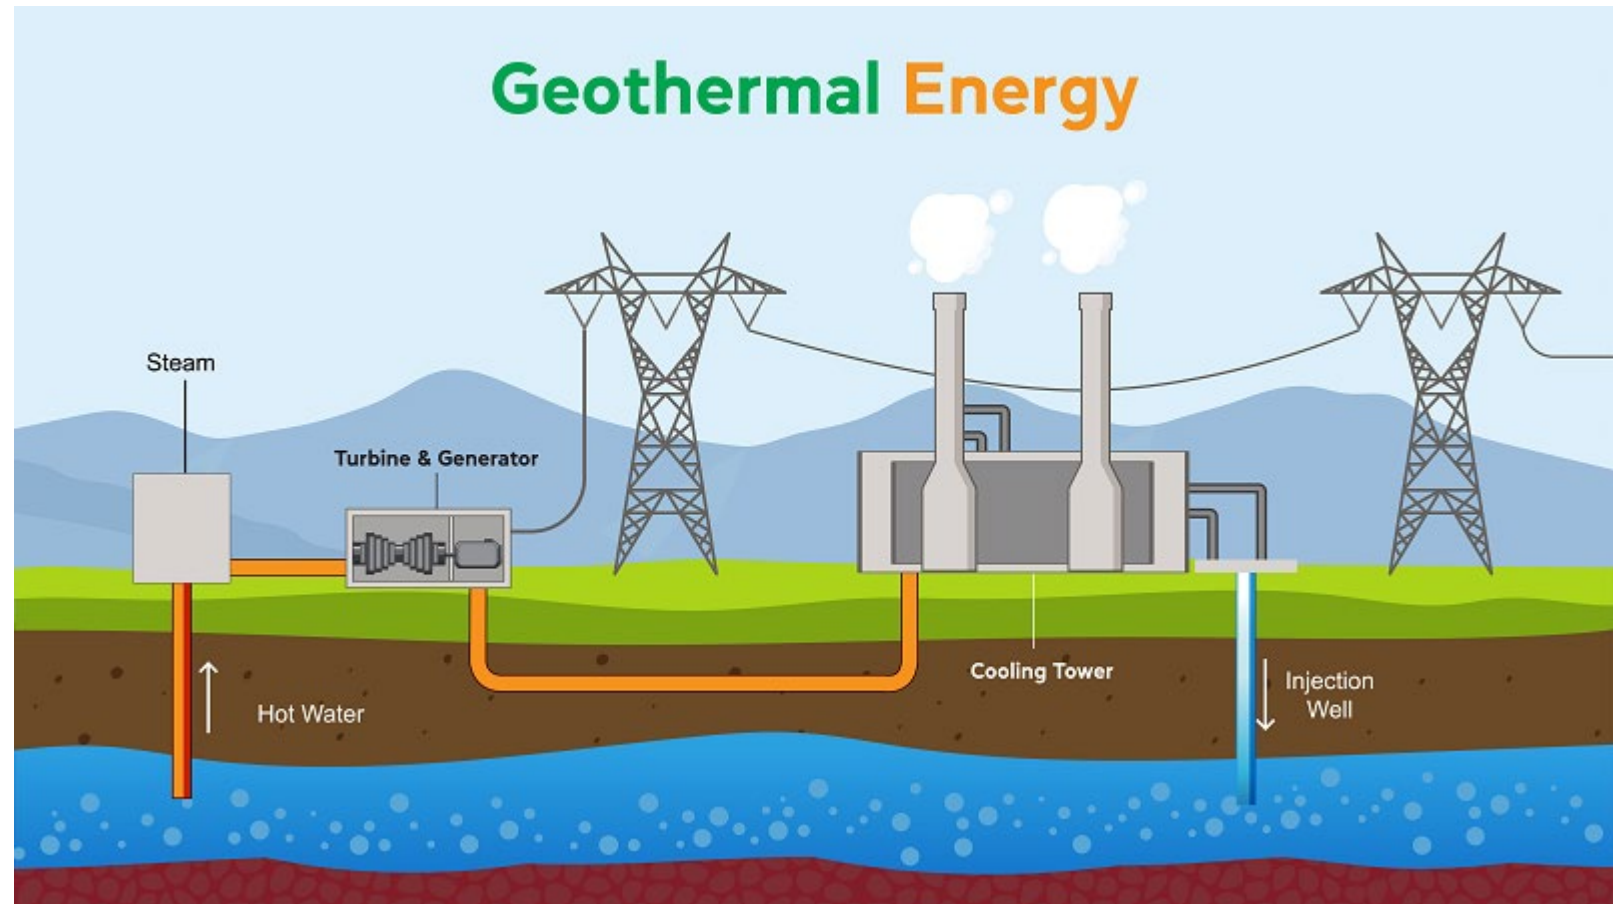 Geothermal Energy
Steam
Turbine & Generator
Cooling Tower
Hot Water
Injection
Well